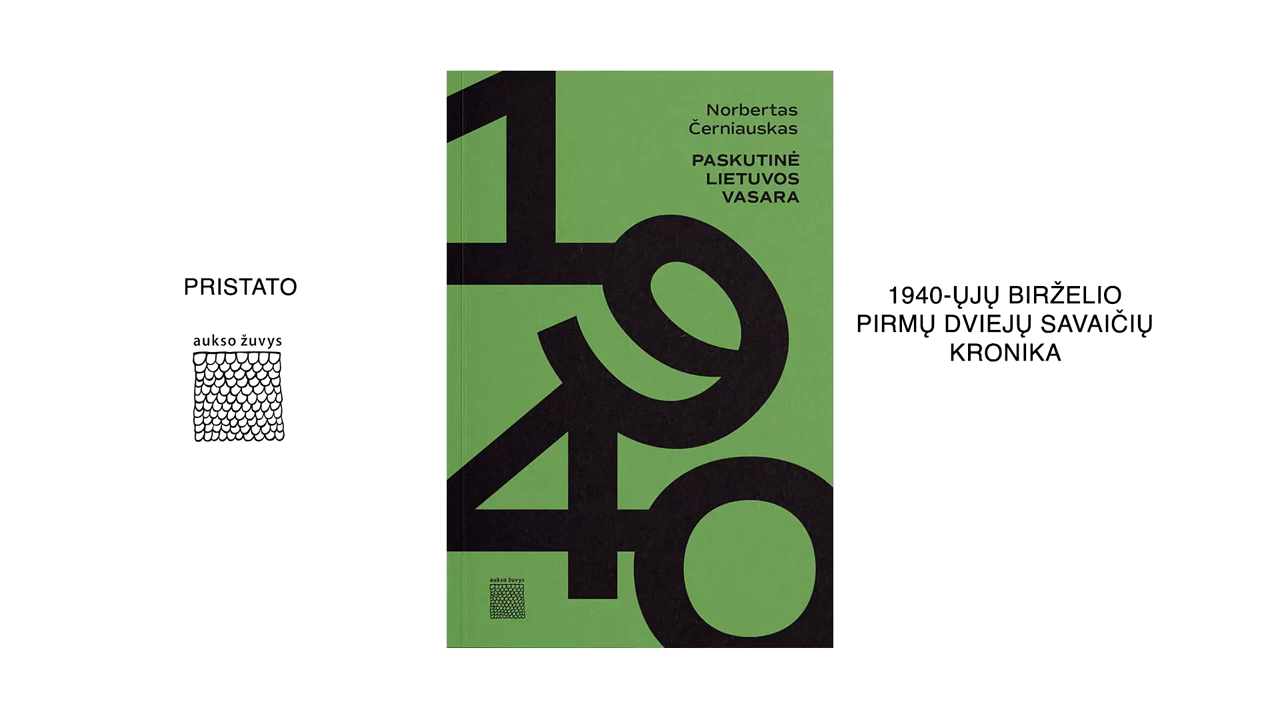 PRISTATO
aukso žuvys
1940
Norbertas
Černiauskas
PASKUTINĖ
LIETUVOS
VASARA
aukso žuvys
1940-ŲJŲ BIRŽELIO
PIRMŲ DVIEJŲ SAVAIČIŲ
KRONIKA